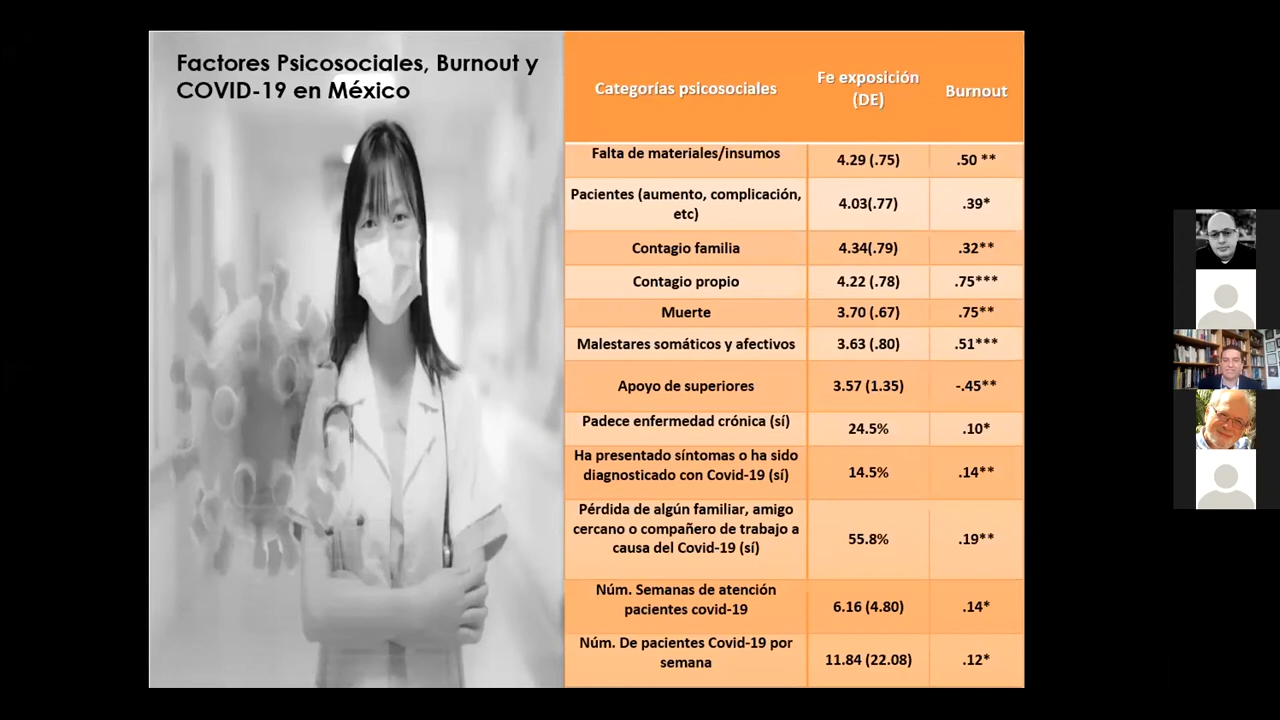 Factores Psicosociales, Burnout y
COVID-19 en México
Categorías psicosociales
Fe exposición
(DE)
Burnout
Falta de materiales/insumos
4.29 (.75)
.50 **
Pacientes (aumento, complicación,
etc)
4.03(.77)
.39*
Contagio familia
4.34(.79)
.32**
Contagio propio
4.22 (.78)
.75***
Muerte
3.70 (.67)
.75**
Malestares somáticos y afectivos
3.63 (.80)
.51***
Apoyo de superiores
3.57 (1.35)
-.45**
Padece enfermedad crónica (sí)
24.5%
.10*
Ha presentado síntomas o ha sido
diagnosticado con Covid-19 (sí)
14.5%
.14**
Pérdida de algún familiar, amigo
cercano o compañero de trabajo a
causa del Covid-19 (sí)
55.8%
.19**
Núm. Semanas de atención
pacientes covid-19
6.16 (4.80)
.14*
Núm. De pacientes Covid-19 por
semana
11.84 (22.08)
.12*